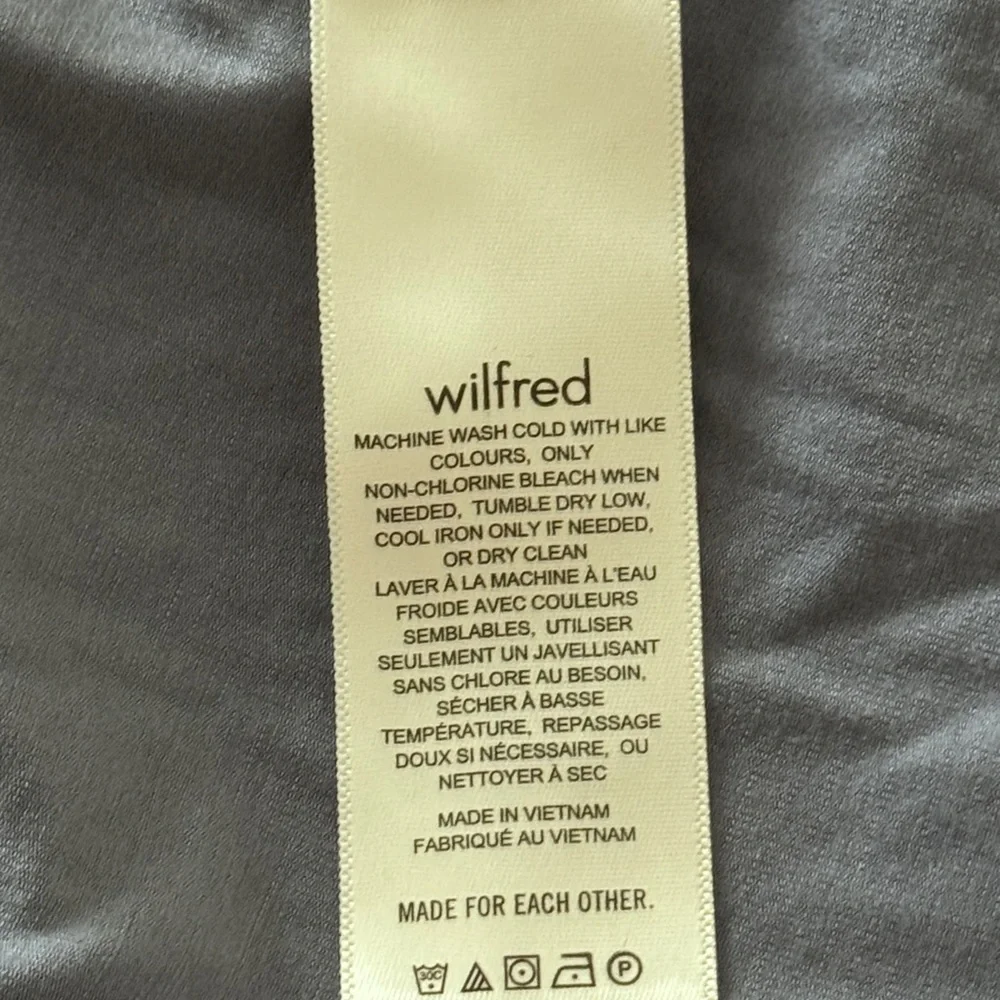 wilfred
MACHINE WASH COLD WITH LIKE
COLOURS, ONLY
NON-CHLORINE BLEACH WHEN
NEEDED, TUMBLE DRY LOW,
COOL IRON ONLY IF NEEDED,
OR DRY CLEAN
LAVER À LA MACHINE À L'EAU
FROIDE AVEC COULEURS
SEMBLABLES, UTILISER
SEULEMENT UN JAVELLISANT
SANS CHLORE AU BESOIN,
SÉCHER À BASSE
TEMPÉRATURE, REPASSAGE
DOUX SI NÉCESSAIRE, OU
NETTOYER À SEC
MADE IN VIETNAM
FABRIQUÉ AU VIETNAM
MADE FOR EACH OTHER.
30C P